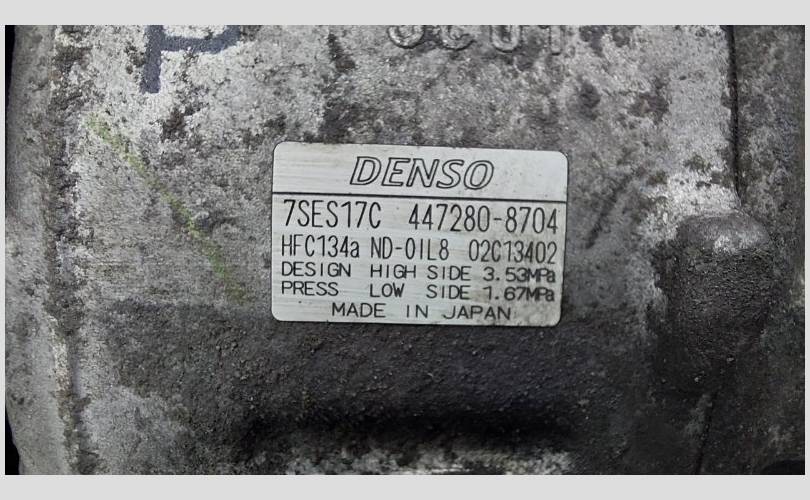 P
DENSO
7SES17C 447280-8704
HFC134a ND-OIL8 02C13402
DESIGN HIGH SIDE 3.53MPa
PRESS LOW SIDE 1.67MPa
MADE IN JAPAN